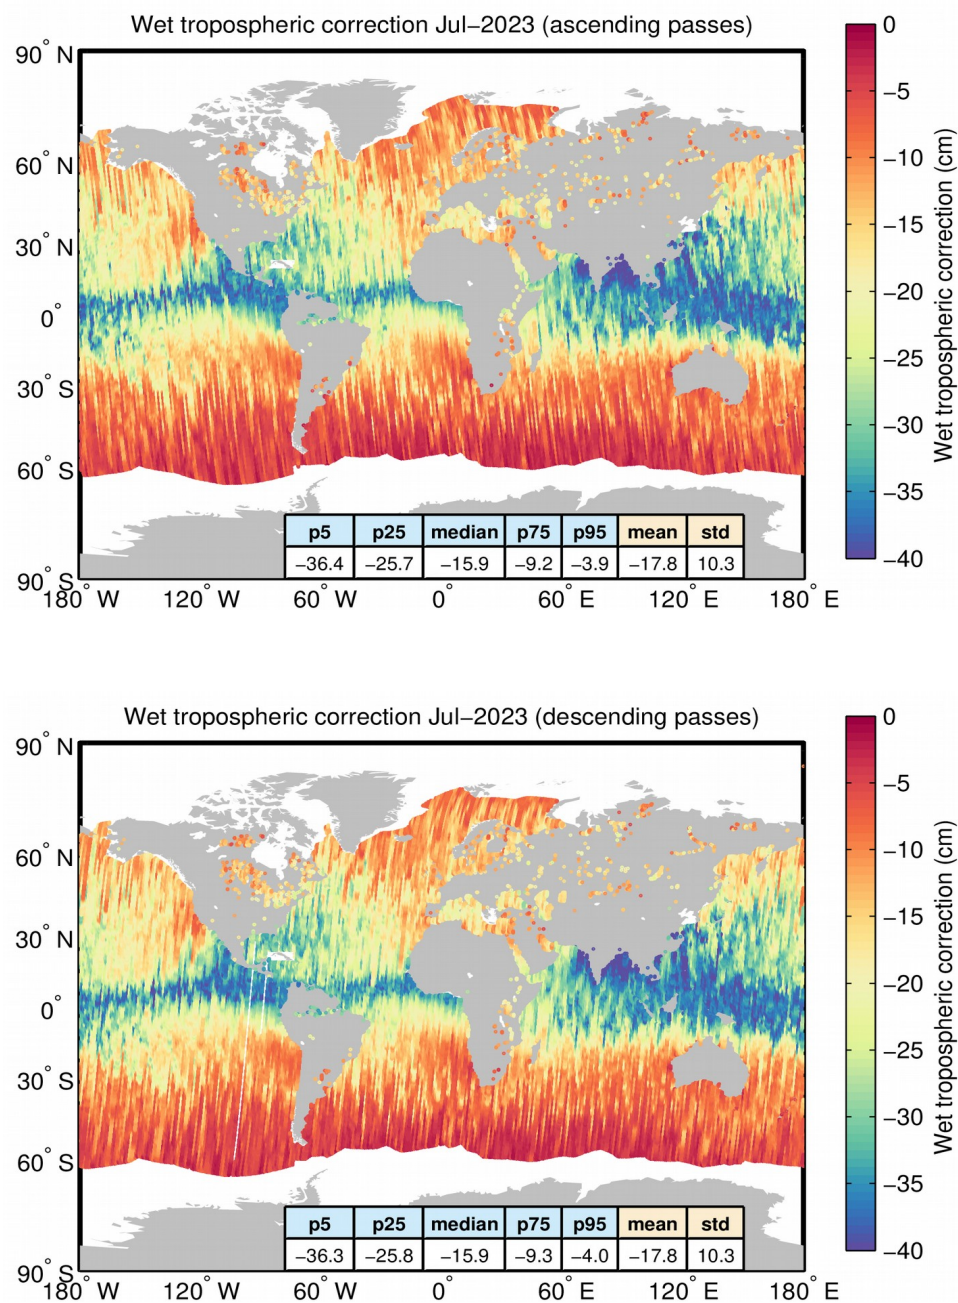 Wet tropospheric correction Jul−2023 (ascending passes)
90° N
60° N
30° N
0°
30° S
60° S
90° S
180° W 120° W 60° W 0° 60° E 120° E 180° E
p5 p25 median p75 p95 mean std
−36.4 −25.7 −15.9 −9.2 −3.9 −17.8 10.3
0
−5
−10
−15
−20
−25
−30
−35
−40
Wet tropospheric correction (cm)
Wet tropospheric correction Jul−2023 (descending passes)
90° N
60° N
30° N
0°
30° S
60° S
90° S
180° W 120° W 60° W 0° 60° E 120° E 180° E
p5 p25 median p75 p95 mean std
−36.3 −25.8 −15.9 −9.3 −4.0 −17.8 10.3
0
−5
−10
−15
−20
−25
−30
−35
−40
Wet tropospheric correction (cm)